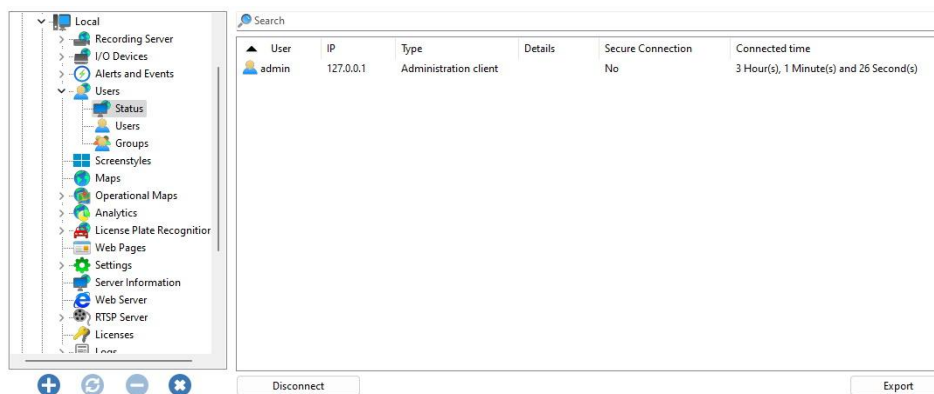 Local
Recording Server
I/O Devices
Alerts and Events
Users
Status
Users
Groups
Screenstyles
Maps
Operational Maps
Analytics
License Plate Recognition
Web Pages
Settings
Server Information
Web Server
RTSP Server
Licenses
Logs
Search
User IP Type Details Secure Connection Connected time
admin 127.0.0.1 Administration client No 3 Hour(s), 1 Minute(s) and 26 Second(s)
Disconnect Export